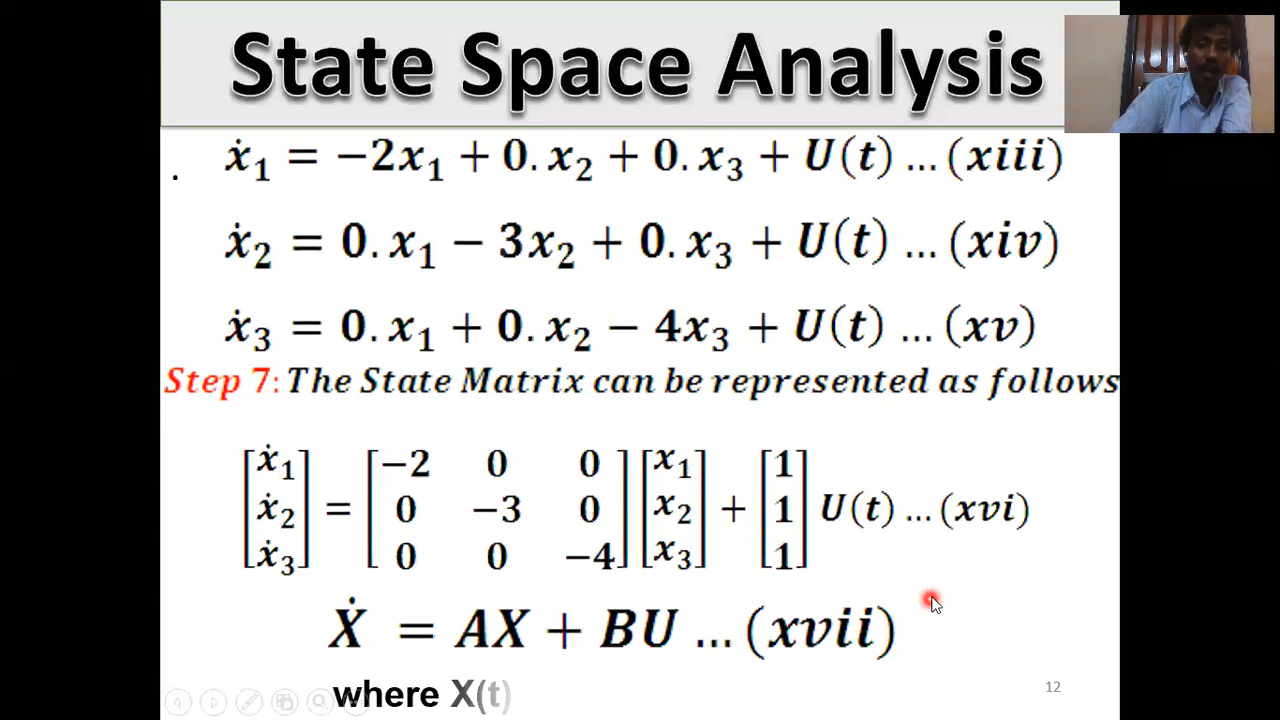 State Space Analysis
. ẋ₁ = −2x₁ + 0. x₂ + 0. x₃ + U(t) … (xiii)
ẋ₂ = 0. x₁ − 3x₂ + 0. x₃ + U(t) … (xiv)
ẋ₃ = 0. x₁ + 0. x₂ − 4x₃ + U(t) … (xv)
Step 7: The State Matrix can be represented as follows
[ẋ₁ ẋ₂ ẋ₃] = [−2 0 0; 0 −3 0; 0 0 −4] [x₁ x₂ x₃] + [1 1 1] U(t) … (xvi)
Ẋ = AX + BU … (xvii)
where X(t)
12